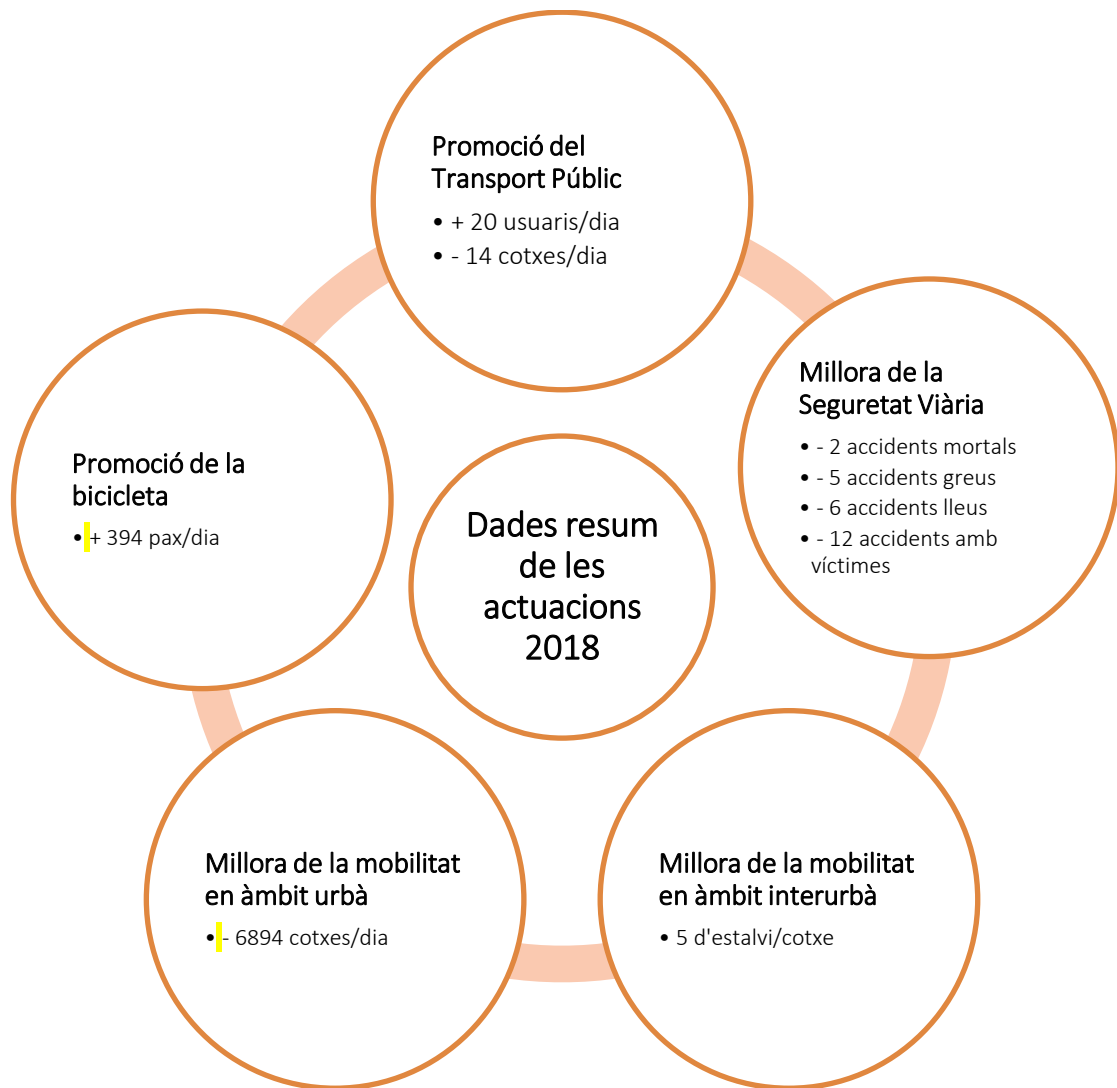 Promoció del
Transport Públic
• + 20 usuaris/dia
• - 14 cotxes/dia
Millora de la
Seguretat Viària
• - 2 accidents mortals
• - 5 accidents greus
• - 6 accidents lleus
• - 12 accidents amb
víctimes
Promoció de la
bicicleta
• + 394 pax/dia
Dades resum
de les
actuacions
2018
Millora de la mobilitat
en àmbit urbà
• - 6894 cotxes/dia
Millora de la mobilitat
en àmbit interurbà
• 5 d'estalvi/cotxe